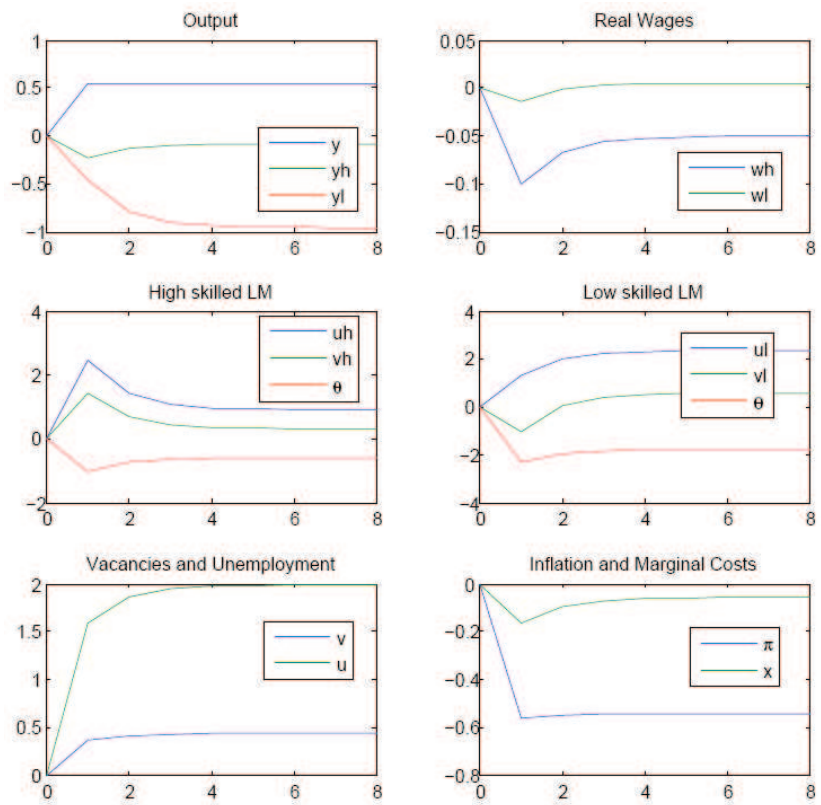 Output
1
0.5
0
−0.5
−1
0 2 4 6 8
y
yh
yl
Real Wages
0.05
0
−0.05
−0.1
−0.15
0 2 4 6 8
wh
wl
High skilled LM
4
2
0
−2
0 2 4 6 8
uh
vh
θ
Low skilled LM
4
2
0
−2
−4
0 2 4 6 8
ul
vl
θ
Vacancies and Unemployment
2
1.5
1
0.5
0
0 2 4 6 8
v
u
Inflation and Marginal Costs
0
−0.2
−0.4
−0.6
−0.8
0 2 4 6 8
π
x